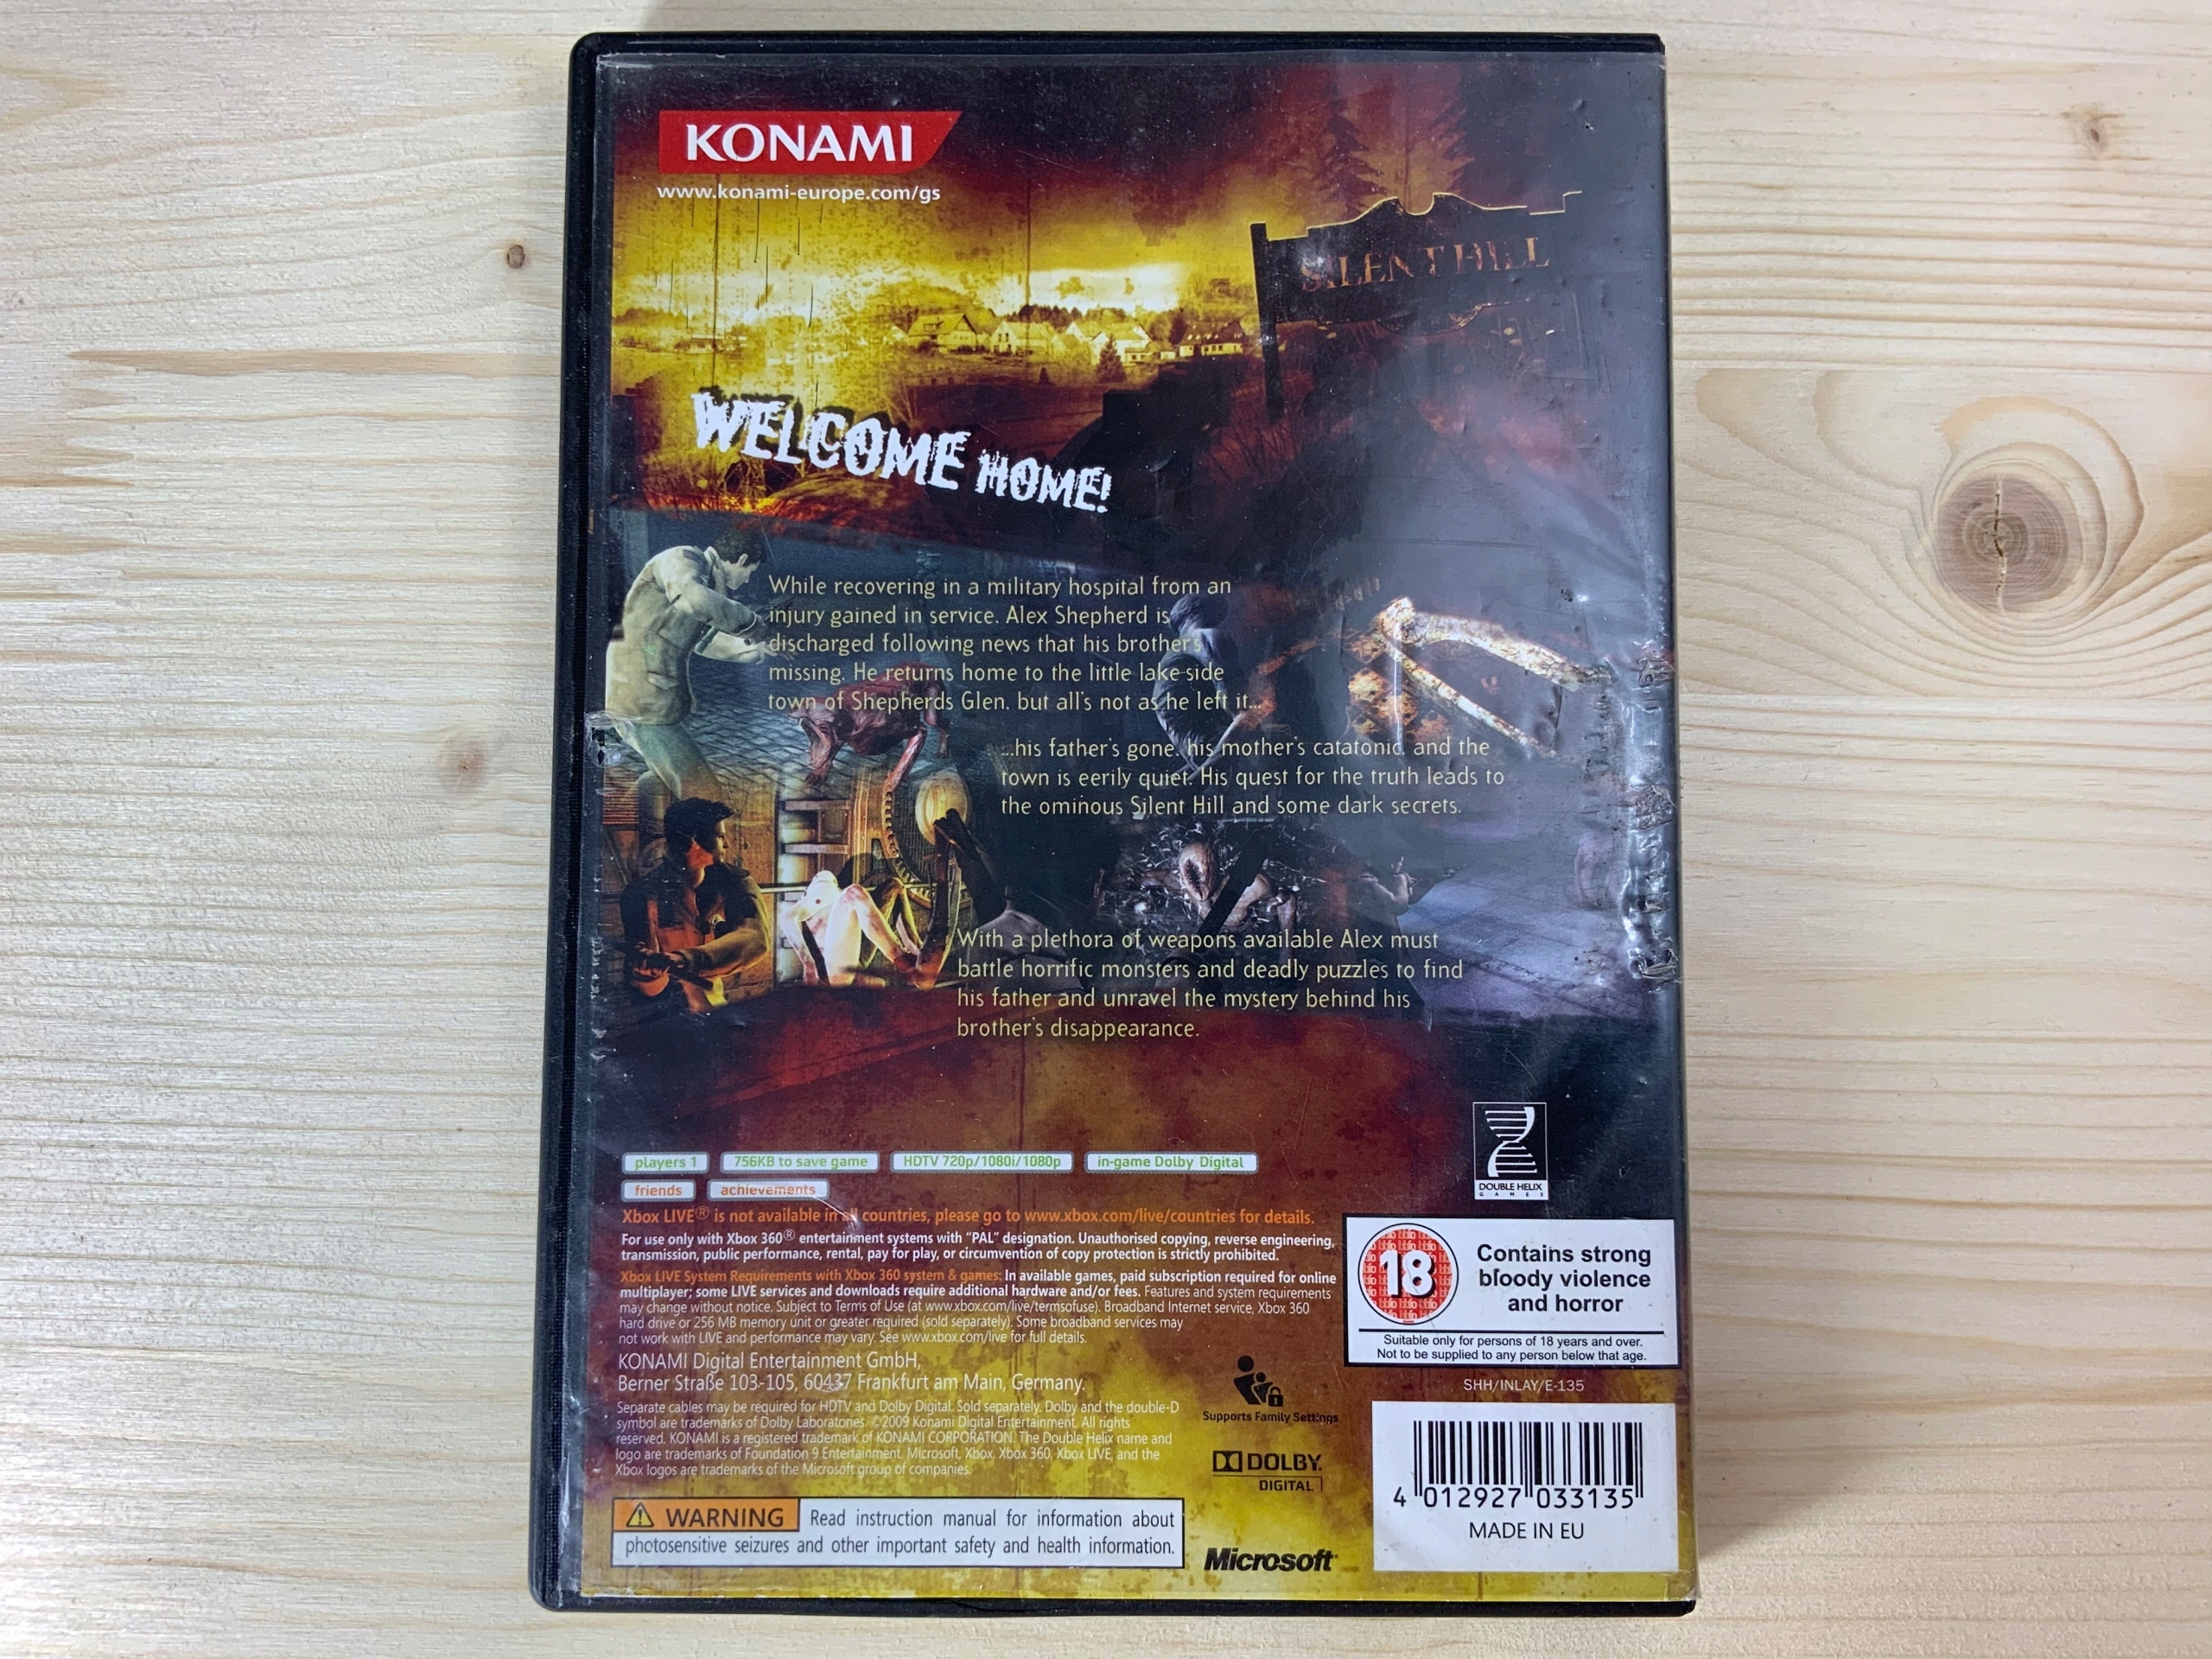 KONAMI
www.konami-europe.com/gs
SILENT HILL
WELCOME HOME!
While recovering in a military hospital from an
injury gained in service, Alex Shepherd is
discharged following news that his brother's
missing. He returns home to the little lake-side
town of Shepherds Glen, but all's not as he left it...
...his father's gone, his mother's catatonic, and the
town is eerily quiet. His quest for the truth leads to
the ominous Silent Hill and some dark secrets.
With a plethora of weapons available Alex must
battle horrific monsters and deadly puzzles to find
his father and unravel the mystery behind his
brother's disappearance.
DOUBLE HELIX
GAMES
players 1 756KB to save game HDTV 720p/1080i/1080p in-game Dolby Digital
friends achievements
Xbox LIVE® is not available in all countries, please go to www.xbox.com/live/countries for details.
For use only with Xbox 360® entertainment systems with "PAL" designation. Unauthorised copying, reverse engineering,
transmission, public performance, rental, pay for play, or circumvention of copy protection is strictly prohibited.
Xbox LIVE System Requirements with Xbox 360 system & games: In available games, paid subscription required for online
multiplayer; some LIVE services and downloads require additional hardware and/or fees. Features and system requirements
may change without notice. Subject to Terms of Use (at www.xbox.com/live/termsofuse). Broadband Internet service, Xbox 360
hard drive or 256 MB memory unit or greater required (sold separately). Some broadband services may
not work with LIVE and performance may vary. See www.xbox.com/live for full details.
KONAMI Digital Entertainment GmbH,
Berner Straße 103-105, 60437 Frankfurt am Main, Germany.
Separate cables may be required for HDTV and Dolby Digital. Sold separately. Dolby and the double-D
symbol are trademarks of Dolby Laboratories. ©2009 Konami Digital Entertainment. All rights
reserved. KONAMI is a registered trademark of KONAMI CORPORATION. The Double Helix name and
logo are trademarks of Foundation 9 Entertainment. Microsoft, Xbox, Xbox 360, Xbox LIVE, and the
Xbox logos are trademarks of the Microsoft group of companies.
WARNING Read instruction manual for information about
photosensitive seizures and other important safety and health information.
Supports Family Settings
DOLBY
DIGITAL
Microsoft
18
Contains strong
bloody violence
and horror
Suitable only for persons of 18 years and over.
Not to be supplied to any person below that age.
SHH/INLAY/E-135
4 012927 033135
MADE IN EU